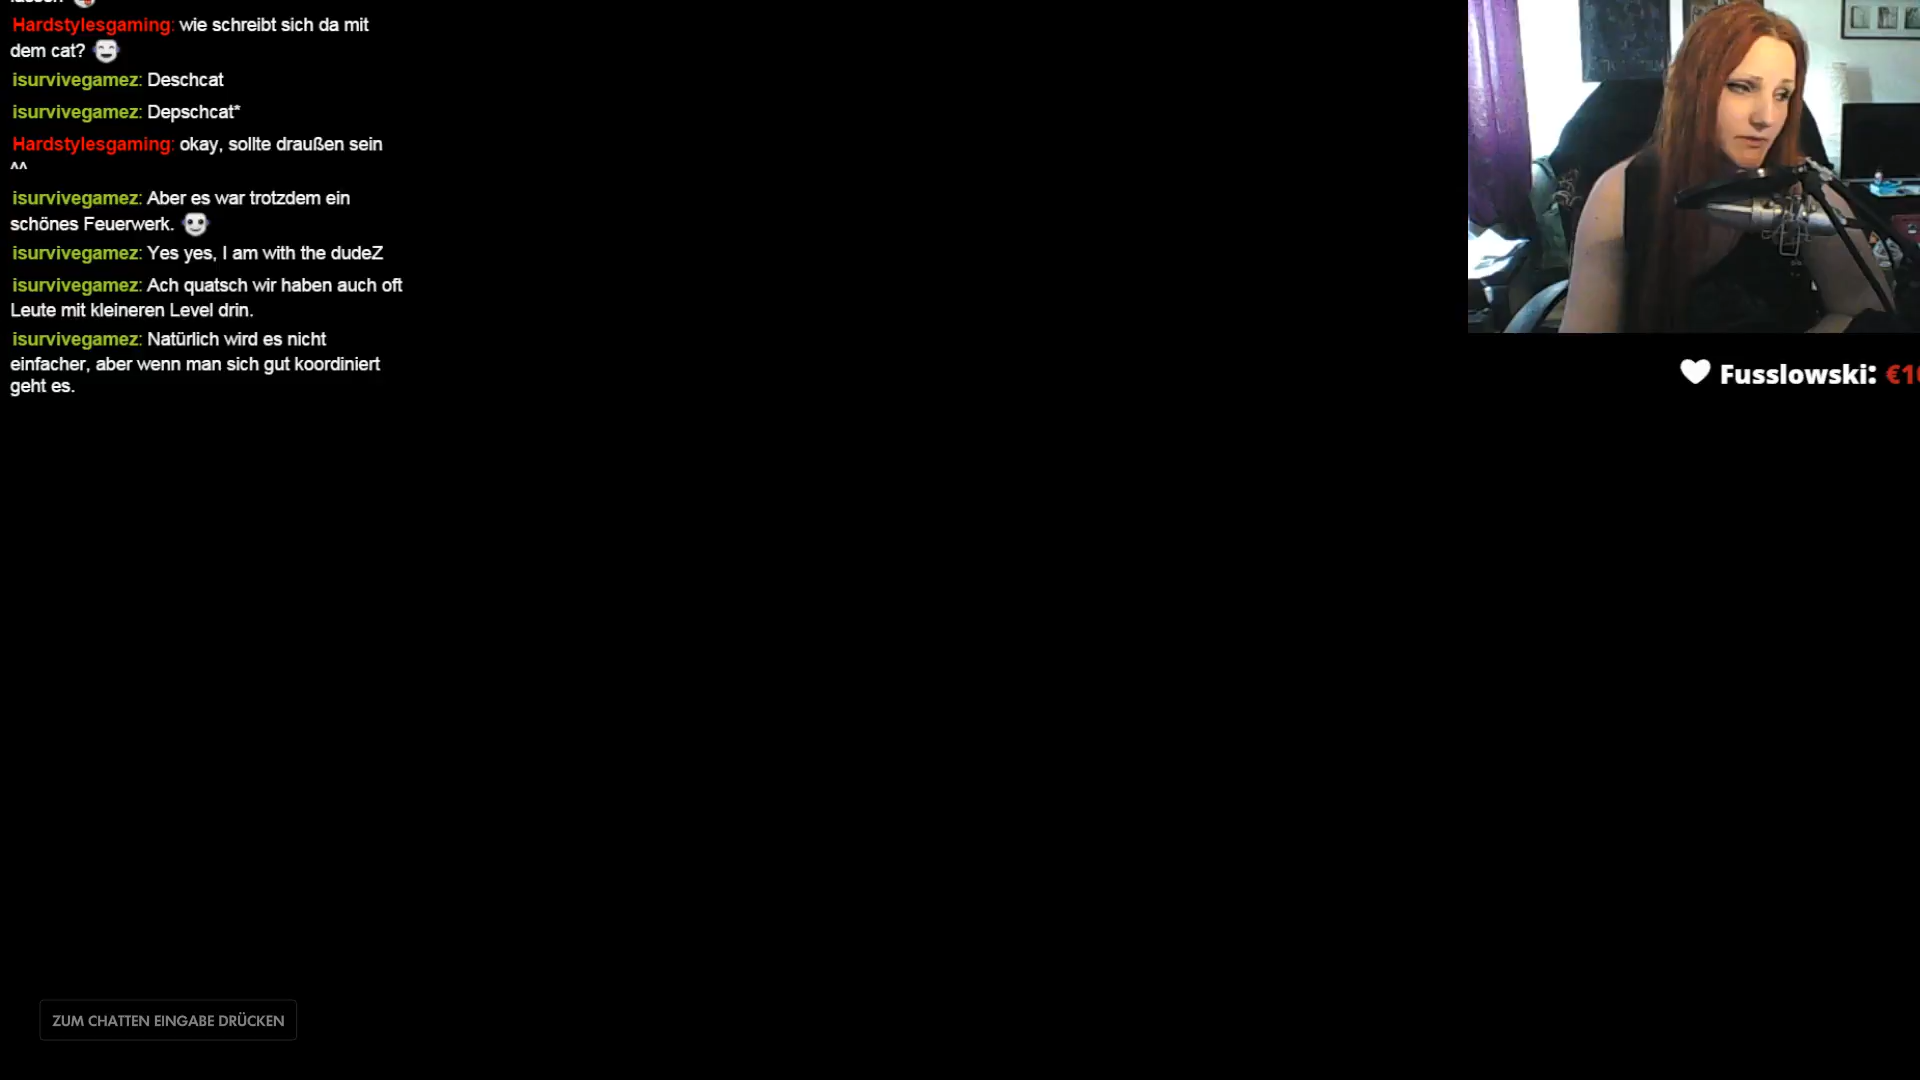 Hardstylesgaming: wie schreibt sich da mit
dem cat?
isurvivegamez: Deschcat
isurvivegamez: Depschcat*
Hardstylesgaming: okay, sollte draußen sein
^^
isurvivegamez: Aber es war trotzdem ein
schönes Feuerwerk.
isurvivegamez: Yes yes, I am with the dudeZ
isurvivegamez: Ach quatsch wir haben auch oft
Leute mit kleineren Level drin.
isurvivegamez: Natürlich wird es nicht
einfacher, aber wenn man sich gut koordiniert
geht es.
Fusslowski:
ZUM CHATTEN EINGABE DRÜCKEN